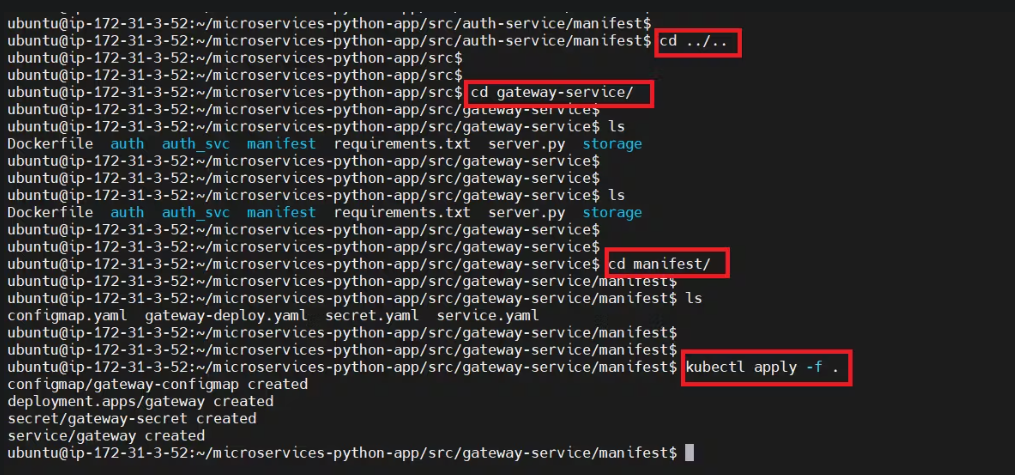 ubuntu@ip-172-31-3-52:~/microservices-python-app/src/auth-service/manifest$
ubuntu@ip-172-31-3-52:~/microservices-python-app/src/auth-service/manifest$ cd ../..
ubuntu@ip-172-31-3-52:~/microservices-python-app/src$
ubuntu@ip-172-31-3-52:~/microservices-python-app/src$
ubuntu@ip-172-31-3-52:~/microservices-python-app/src$ cd gateway-service/
ubuntu@ip-172-31-3-52:~/microservices-python-app/src/gateway-service$
ubuntu@ip-172-31-3-52:~/microservices-python-app/src/gateway-service$ ls
Dockerfile  auth  auth_svc  manifest  requirements.txt  server.py  storage
ubuntu@ip-172-31-3-52:~/microservices-python-app/src/gateway-service$
ubuntu@ip-172-31-3-52:~/microservices-python-app/src/gateway-service$
ubuntu@ip-172-31-3-52:~/microservices-python-app/src/gateway-service$ ls
Dockerfile  auth  auth_svc  manifest  requirements.txt  server.py  storage
ubuntu@ip-172-31-3-52:~/microservices-python-app/src/gateway-service$
ubuntu@ip-172-31-3-52:~/microservices-python-app/src/gateway-service$
ubuntu@ip-172-31-3-52:~/microservices-python-app/src/gateway-service$ cd manifest/
ubuntu@ip-172-31-3-52:~/microservices-python-app/src/gateway-service/manifest$
ubuntu@ip-172-31-3-52:~/microservices-python-app/src/gateway-service/manifest$ ls
configmap.yaml  gateway-deploy.yaml  secret.yaml  service.yaml
ubuntu@ip-172-31-3-52:~/microservices-python-app/src/gateway-service/manifest$
ubuntu@ip-172-31-3-52:~/microservices-python-app/src/gateway-service/manifest$
ubuntu@ip-172-31-3-52:~/microservices-python-app/src/gateway-service/manifest$ kubectl apply -f .
configmap/gateway-configmap created
deployment.apps/gateway created
secret/gateway-secret created
service/gateway created
ubuntu@ip-172-31-3-52:~/microservices-python-app/src/gateway-service/manifest$